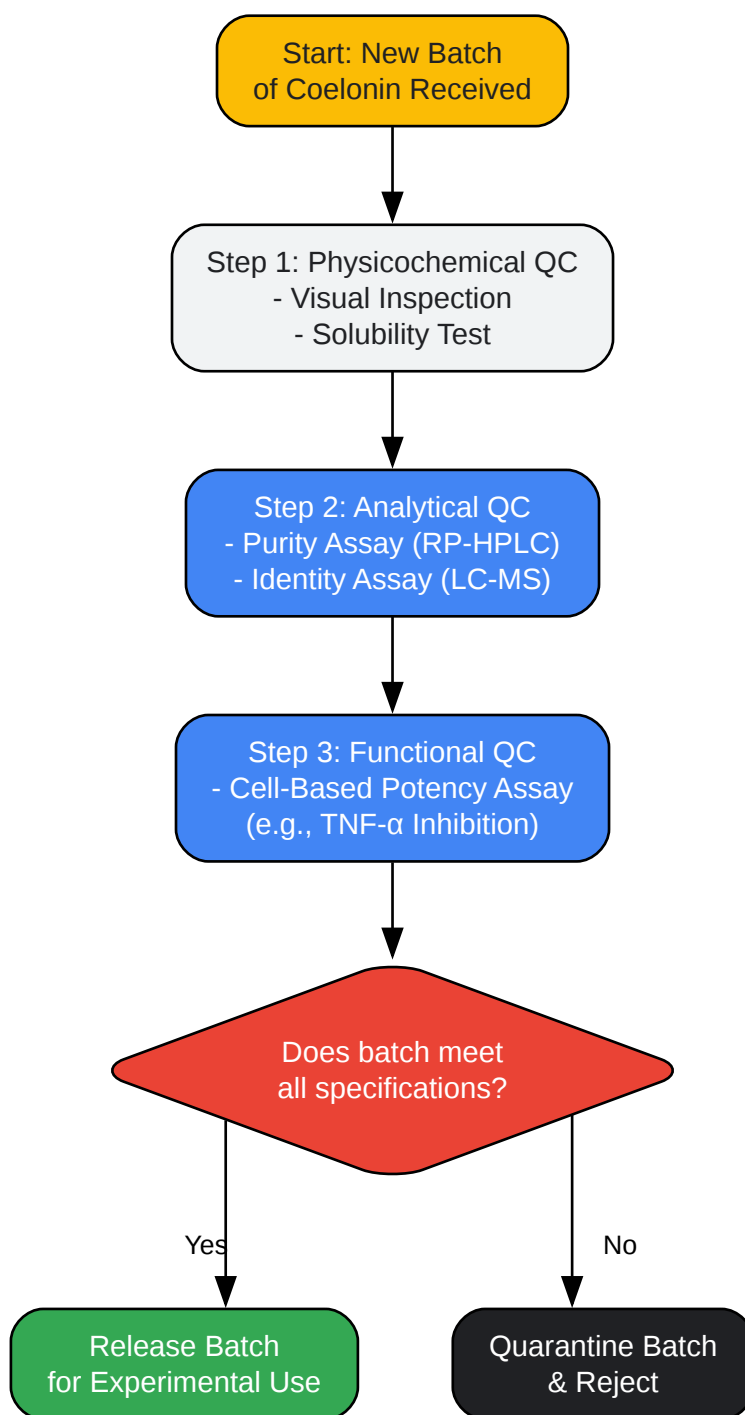 Start: New Batch
of Coelonin Received
Step 1: Physicochemical QC
- Visual Inspection
- Solubility Test
Step 2: Analytical QC
- Purity Assay (RP-HPLC)
- Identity Assay (LC-MS)
Step 3: Functional QC
- Cell-Based Potency Assay
(e.g., TNF-α Inhibition)
Does batch meet
all specifications?
Yes
No
Release Batch
for Experimental Use
Quarantine Batch
& Reject